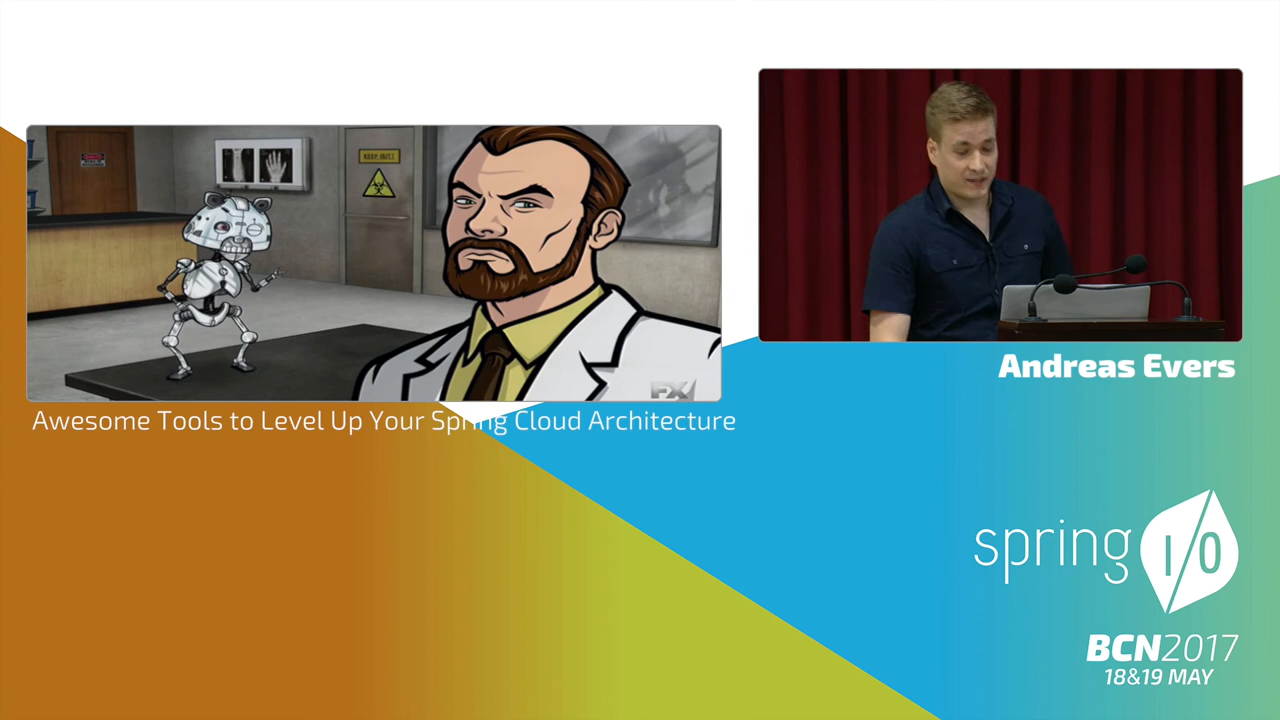 KEEP OUT!
FX
Andreas Evers
Awesome Tools to Level Up Your Spring Cloud Architecture
spring I/O
BCN2017
18&19 MAY